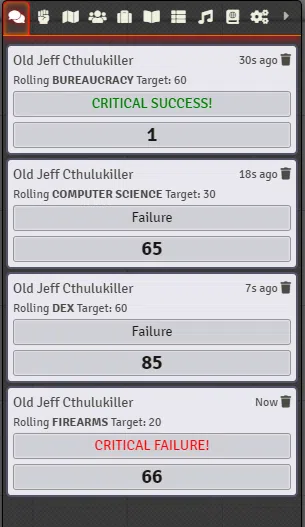 Old Jeff Cthulukiller 30s ago
Rolling BUREAUCRACY Target: 60
CRITICAL SUCCESS!
1
Old Jeff Cthulukiller 18s ago
Rolling COMPUTER SCIENCE Target: 30
Failure
65
Old Jeff Cthulukiller 7s ago
Rolling DEX Target: 60
Failure
85
Old Jeff Cthulukiller Now
Rolling FIREARMS Target: 20
CRITICAL FAILURE!
66